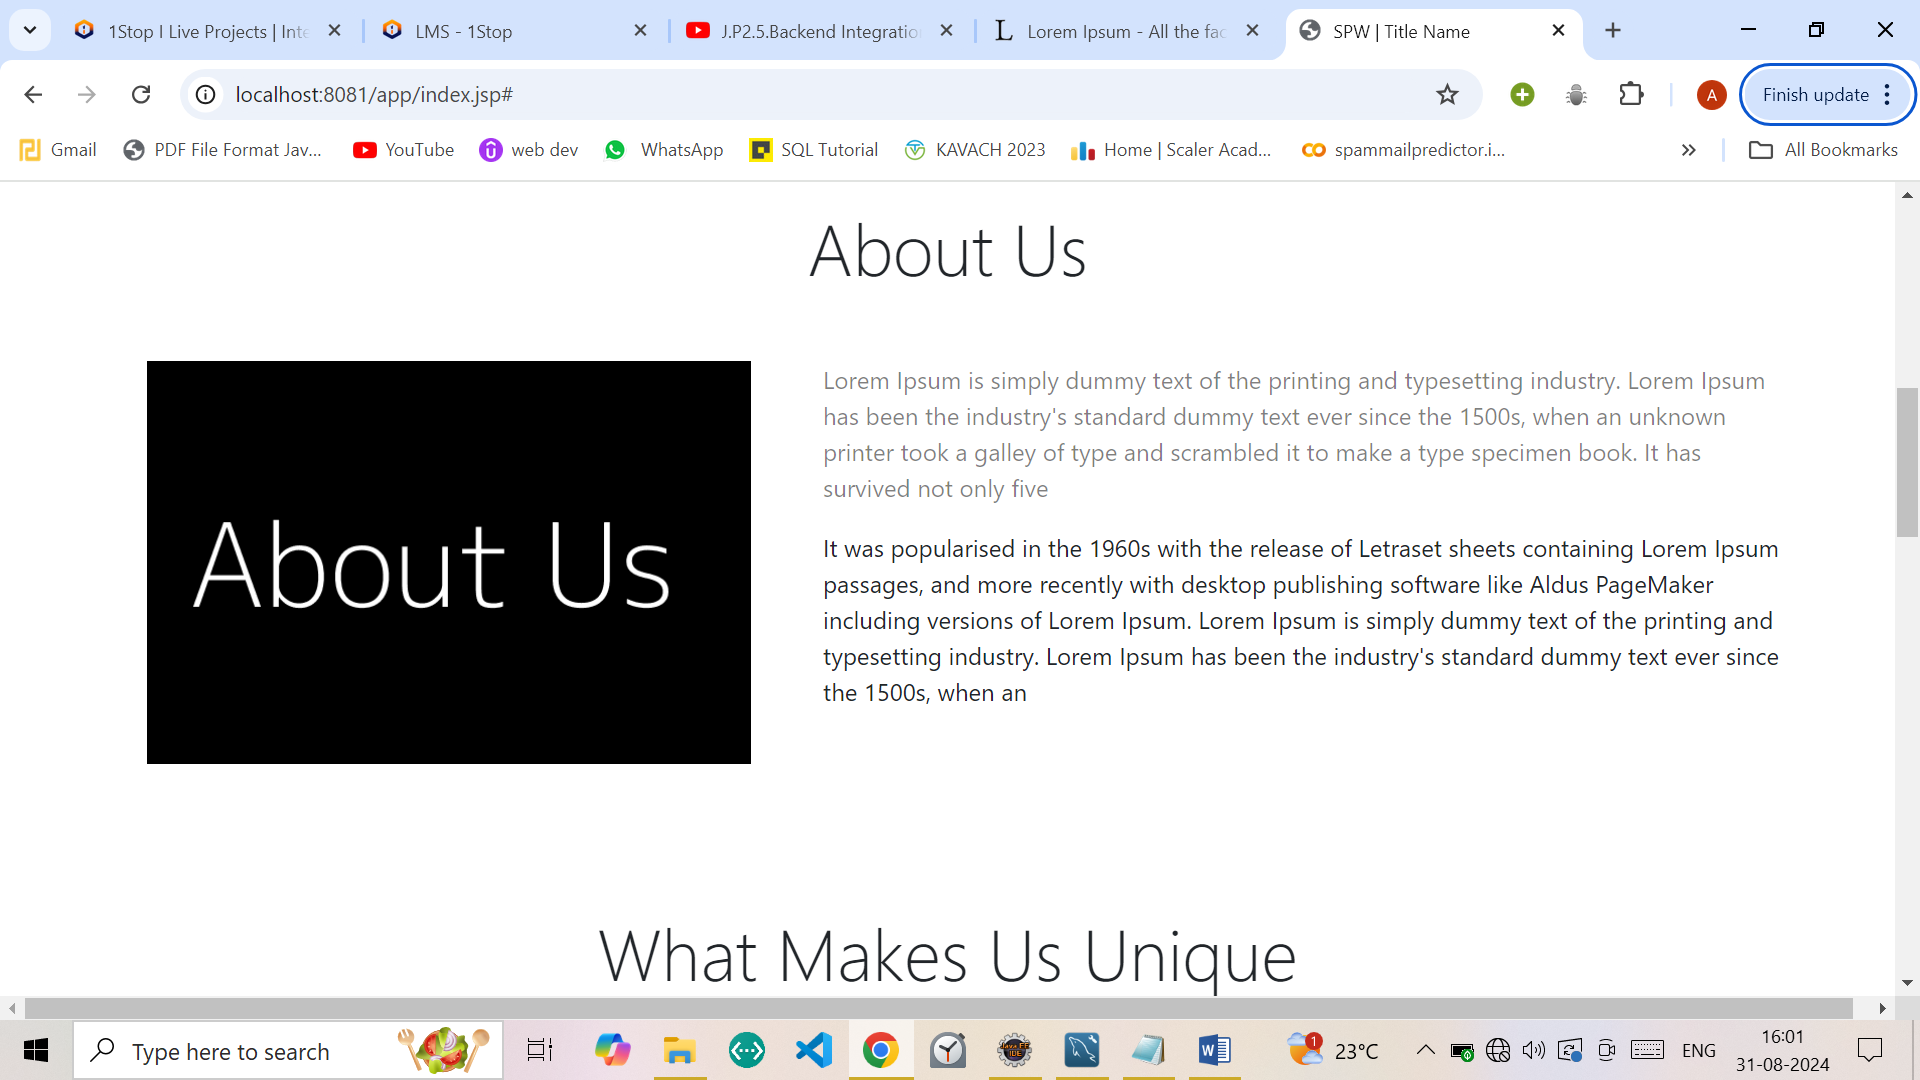 1Stop I Live Projects | Inte
LMS - 1Stop
J.P2.5.Backend Integratio
Lorem Ipsum - All the fac
SPW | Title Name
localhost:8081/app/index.jsp#
A
Finish update
Gmail
PDF File Format Jav...
YouTube
web dev
WhatsApp
SQL Tutorial
KAVACH 2023
Home | Scaler Acad...
spammailpredictor.i...
All Bookmarks
About Us
About Us
Lorem Ipsum is simply dummy text of the printing and typesetting industry. Lorem Ipsum
has been the industry's standard dummy text ever since the 1500s, when an unknown
printer took a galley of type and scrambled it to make a type specimen book. It has
survived not only five
It was popularised in the 1960s with the release of Letraset sheets containing Lorem Ipsum
passages, and more recently with desktop publishing software like Aldus PageMaker
including versions of Lorem Ipsum. Lorem Ipsum is simply dummy text of the printing and
typesetting industry. Lorem Ipsum has been the industry's standard dummy text ever since
the 1500s, when an
What Makes Us Unique
Type here to search
1
23°C
ENG
16:01
31-08-2024